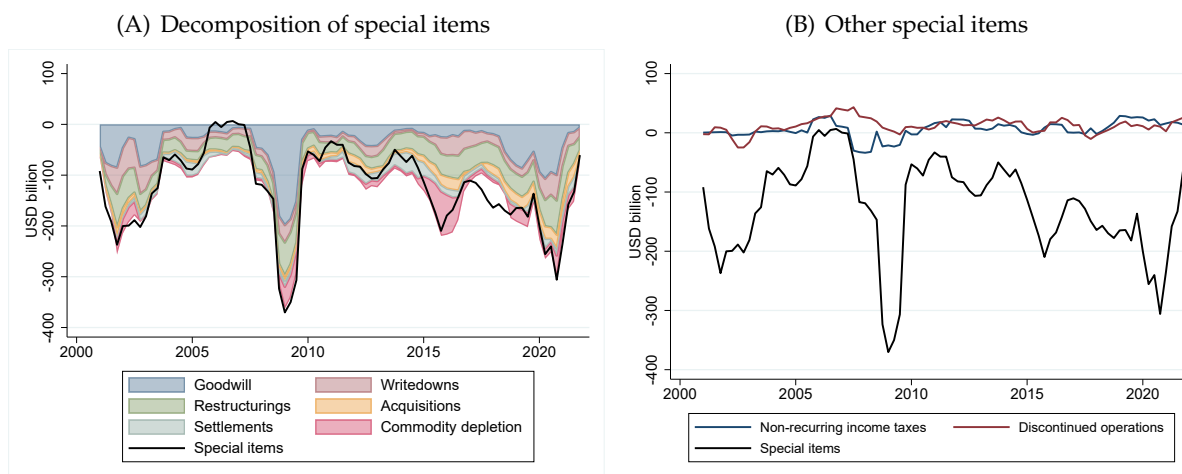 (A) Decomposition of special items
100
0
-100
-200
-300
-400
USD billion
2000 2005 2010 2015 2020
Goodwill Writedowns
Restructurings Acquisitions
Settlements Commodity depletion
Special items
(B) Other special items
100
0
-100
-200
-300
-400
USD billion
2000 2005 2010 2015 2020
Non-recurring income taxes Discontinued operations
Special items